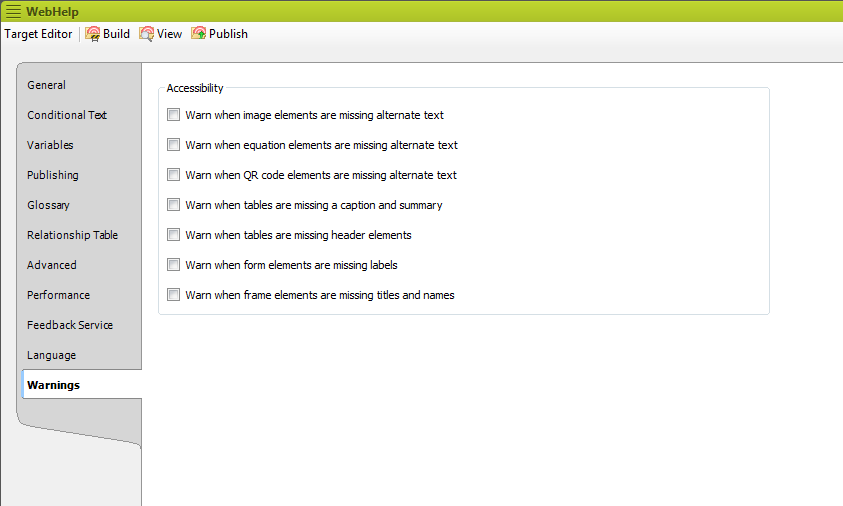 WebHelp
Target Editor Build View Publish
General
Conditional Text
Variables
Publishing
Glossary
Relationship Table
Advanced
Performance
Feedback Service
Language
Warnings
Accessibility
Warn when image elements are missing alternate text
Warn when equation elements are missing alternate text
Warn when QR code elements are missing alternate text
Warn when tables are missing a caption and summary
Warn when tables are missing header elements
Warn when form elements are missing labels
Warn when frame elements are missing titles and names